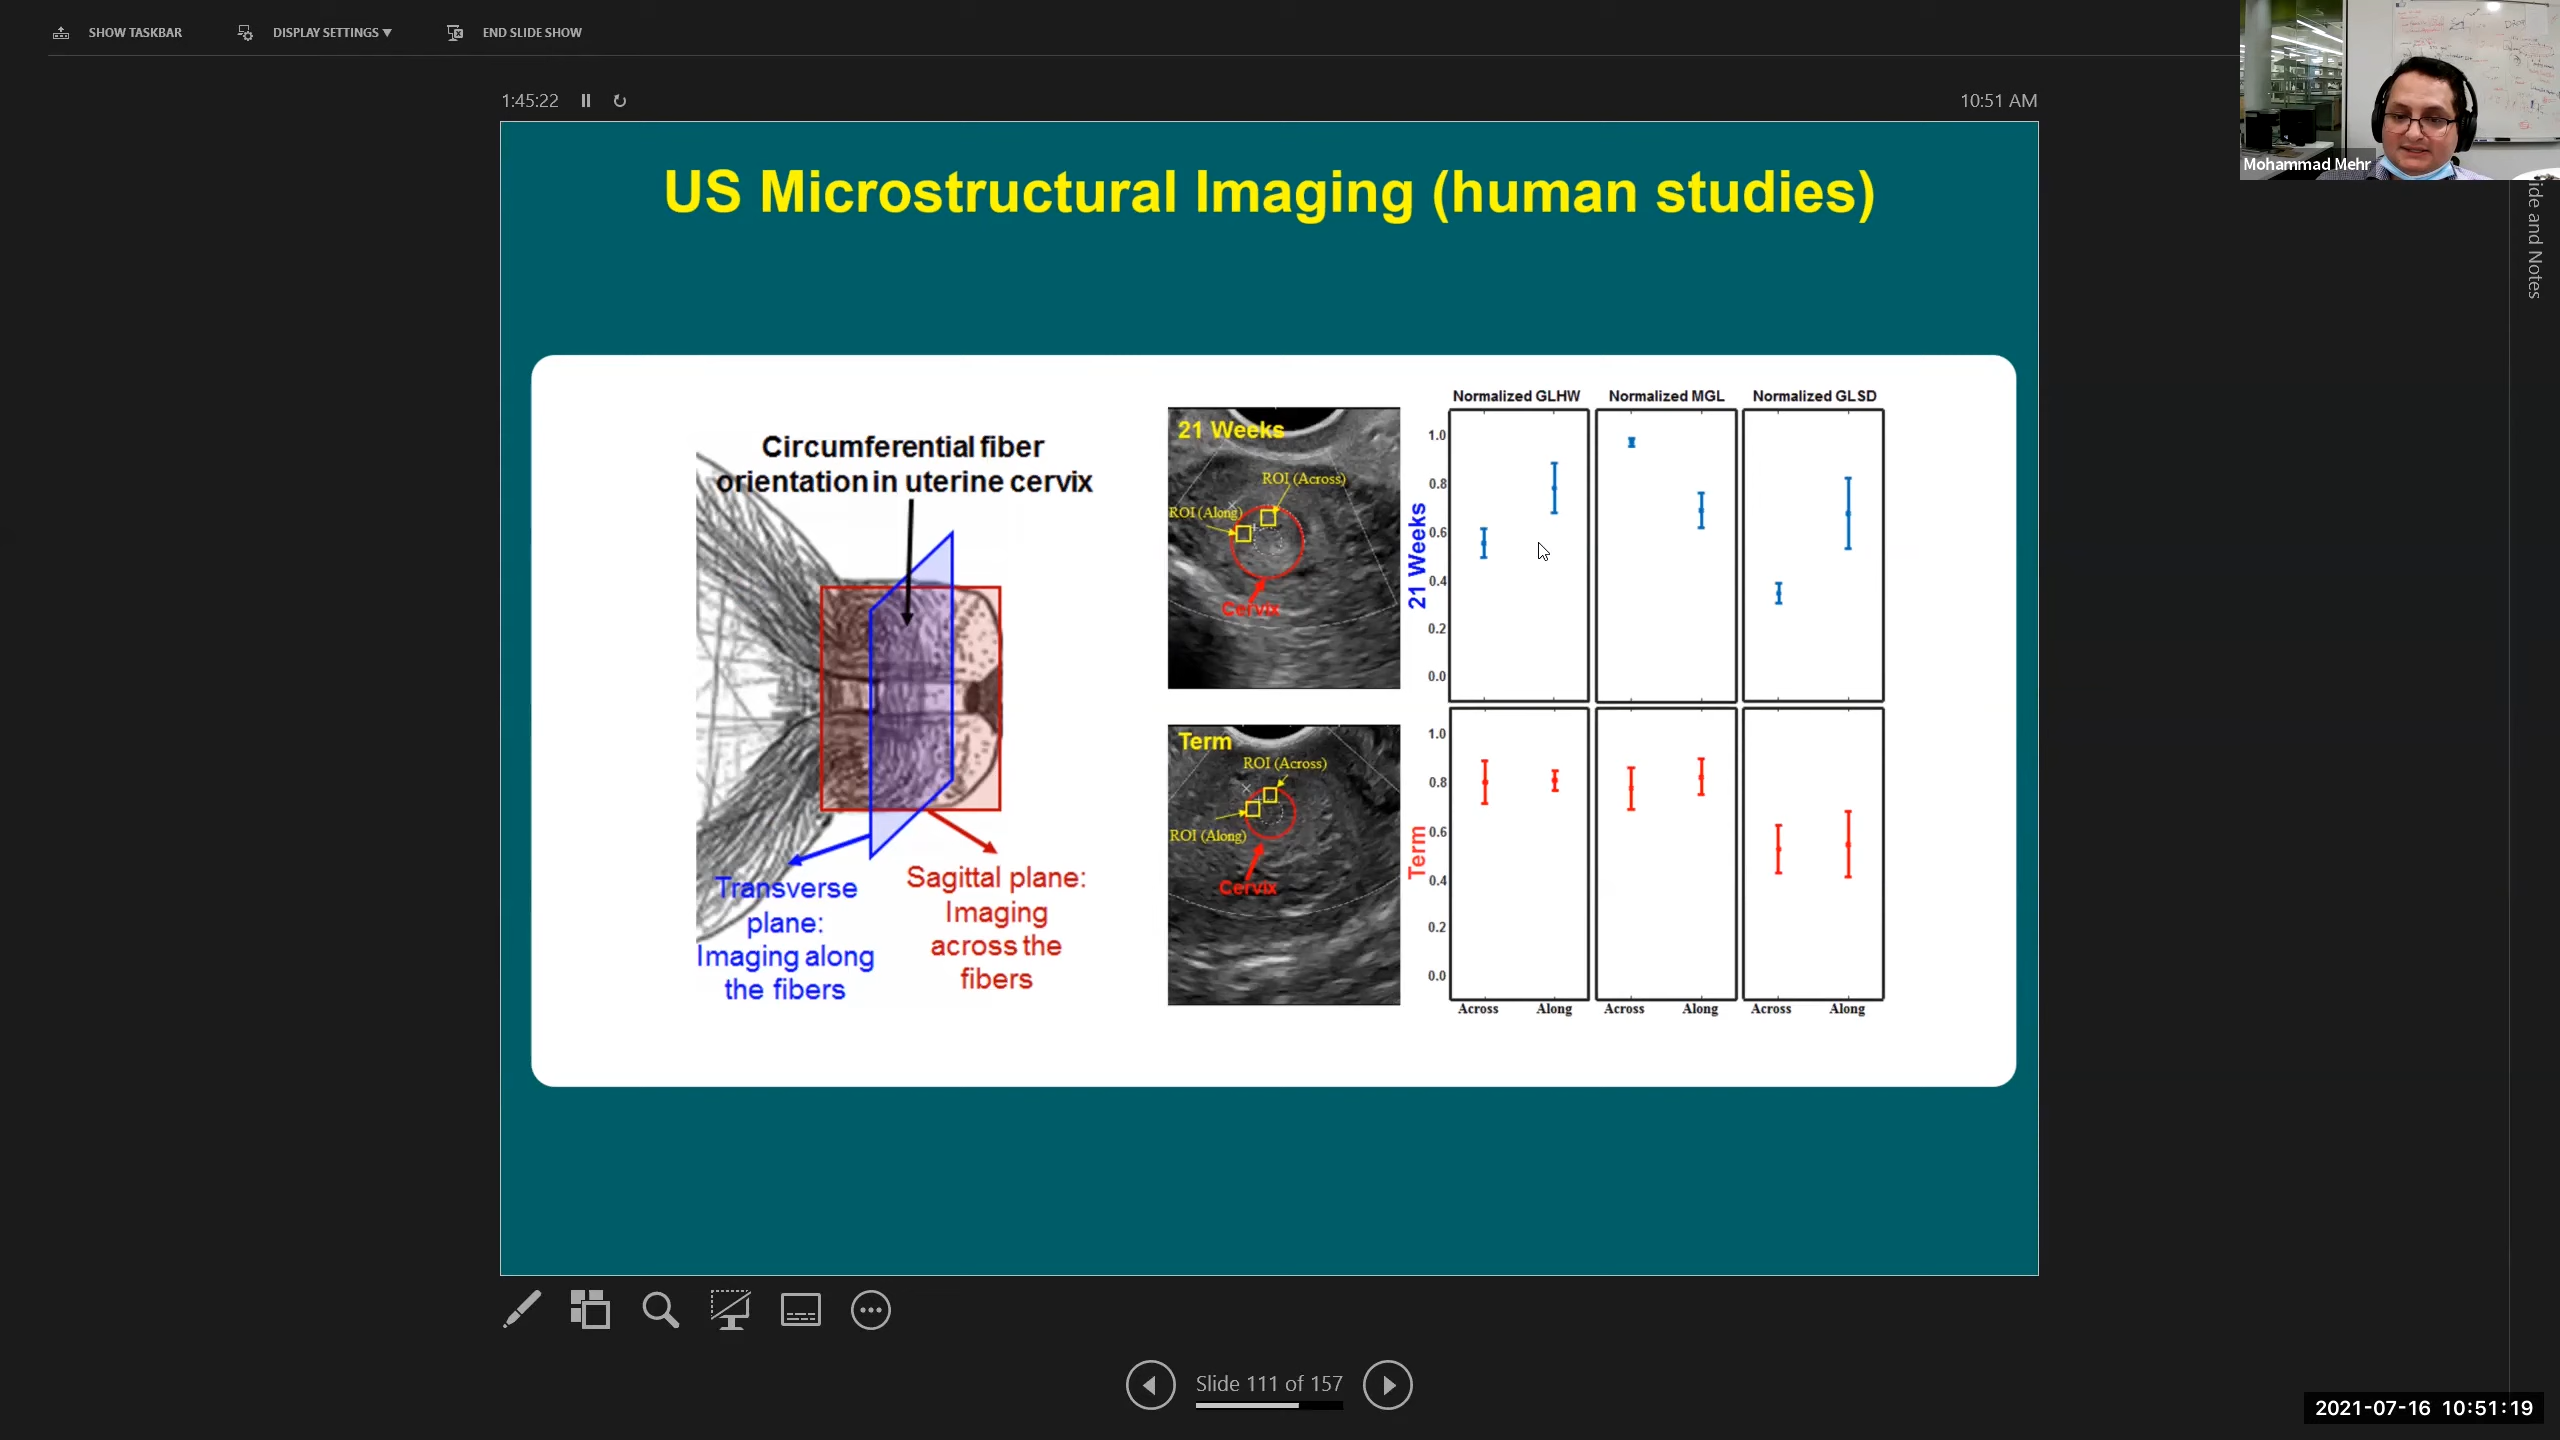 SHOW TASKBAR
DISPLAY SETTINGS ▼
END SLIDE SHOW
1:45:22
10:51 AM
Mohammad Mehr
ide and Notes
US Microstructural Imaging (human studies)
Circumferential fiber
orientation in uterine cervix
Transverse
plane:
Imaging along
the fibers
Sagittal plane:
Imaging
across the
fibers
21 Weeks
ROI (Across)
ROI (Along)
Cervix
Term
ROI (Across)
ROI (Along)
Cervix
Normalized GLHW
Normalized MGL
Normalized GLSD
21 Weeks
1.0
0.8
0.6
0.4
0.2
0.0
Term
1.0
0.8
0.6
0.4
0.2
0.0
Across
Along
Across
Along
Across
Along
Slide 111 of 157
2021-07-16 10:51:19